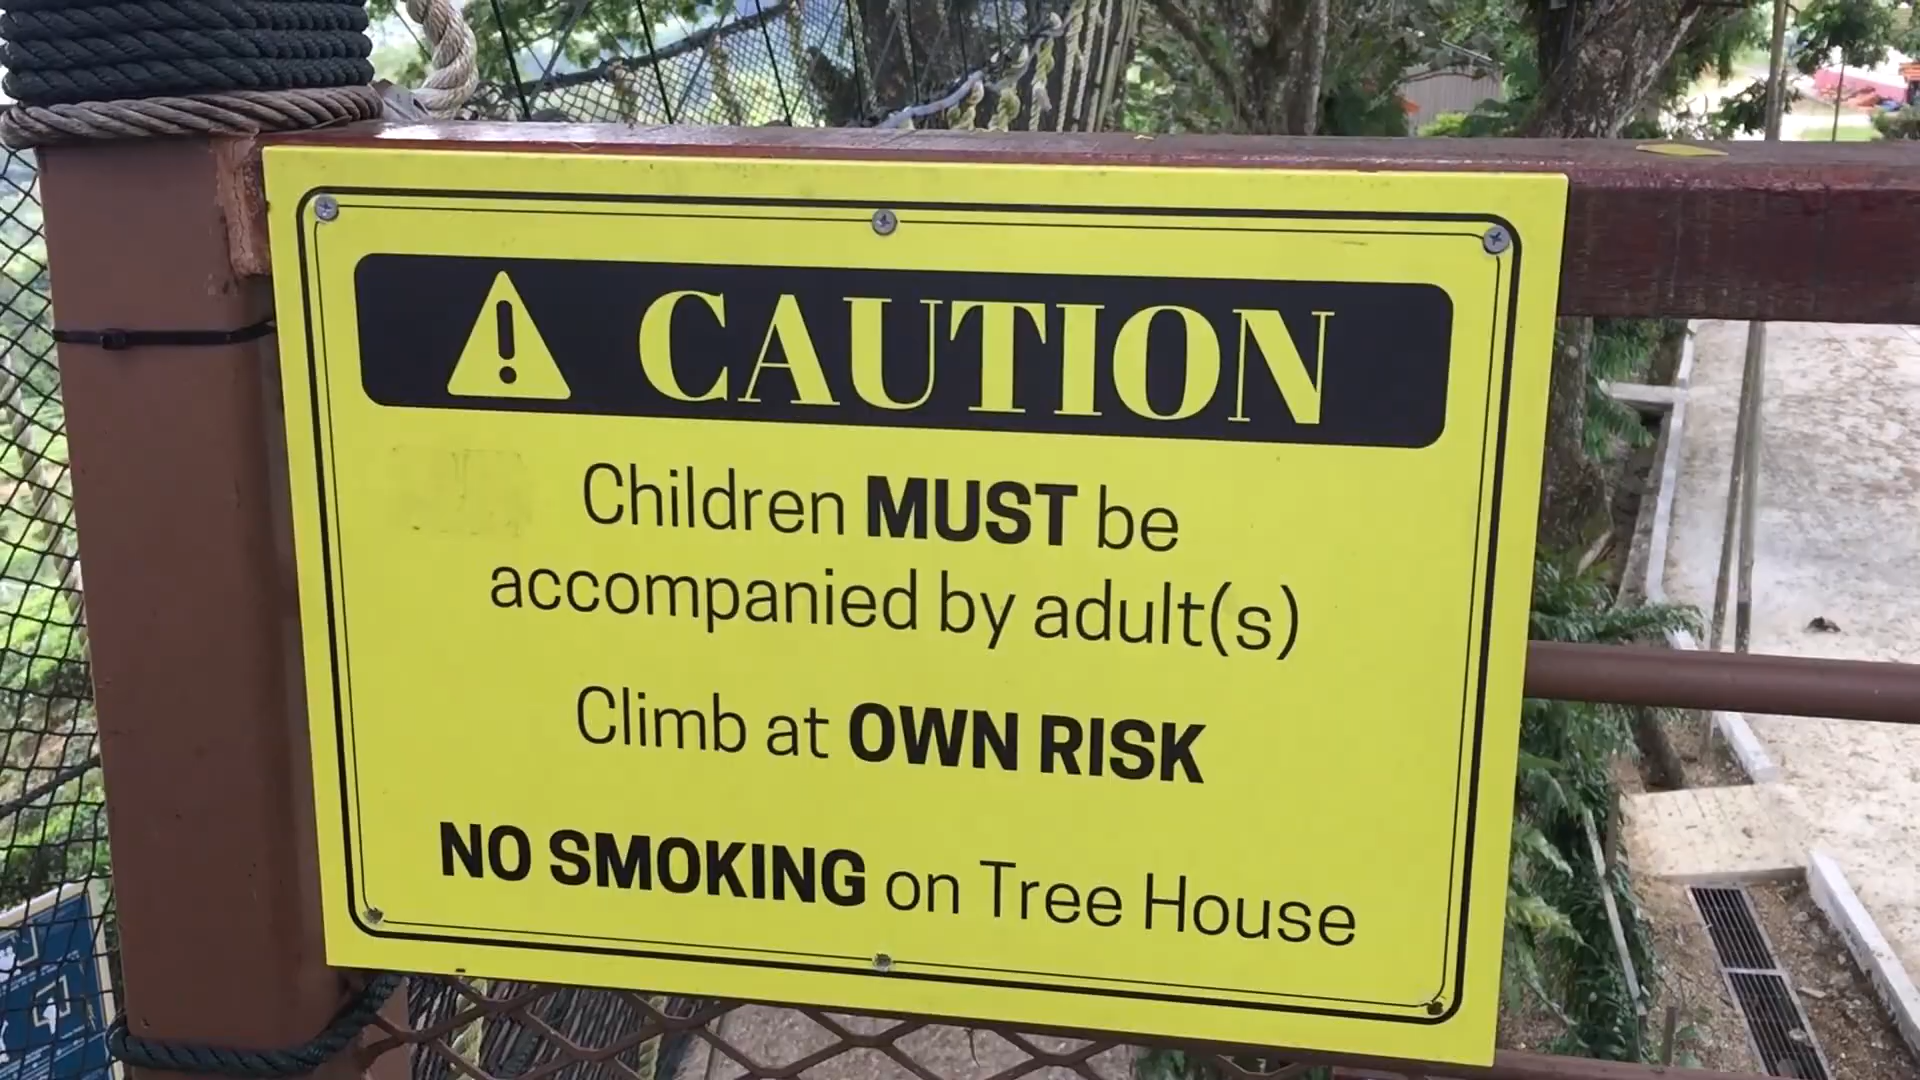 CAUTION
Children MUST be
accompanied by adult(s)
Climb at OWN RISK
NO SMOKING on Tree House